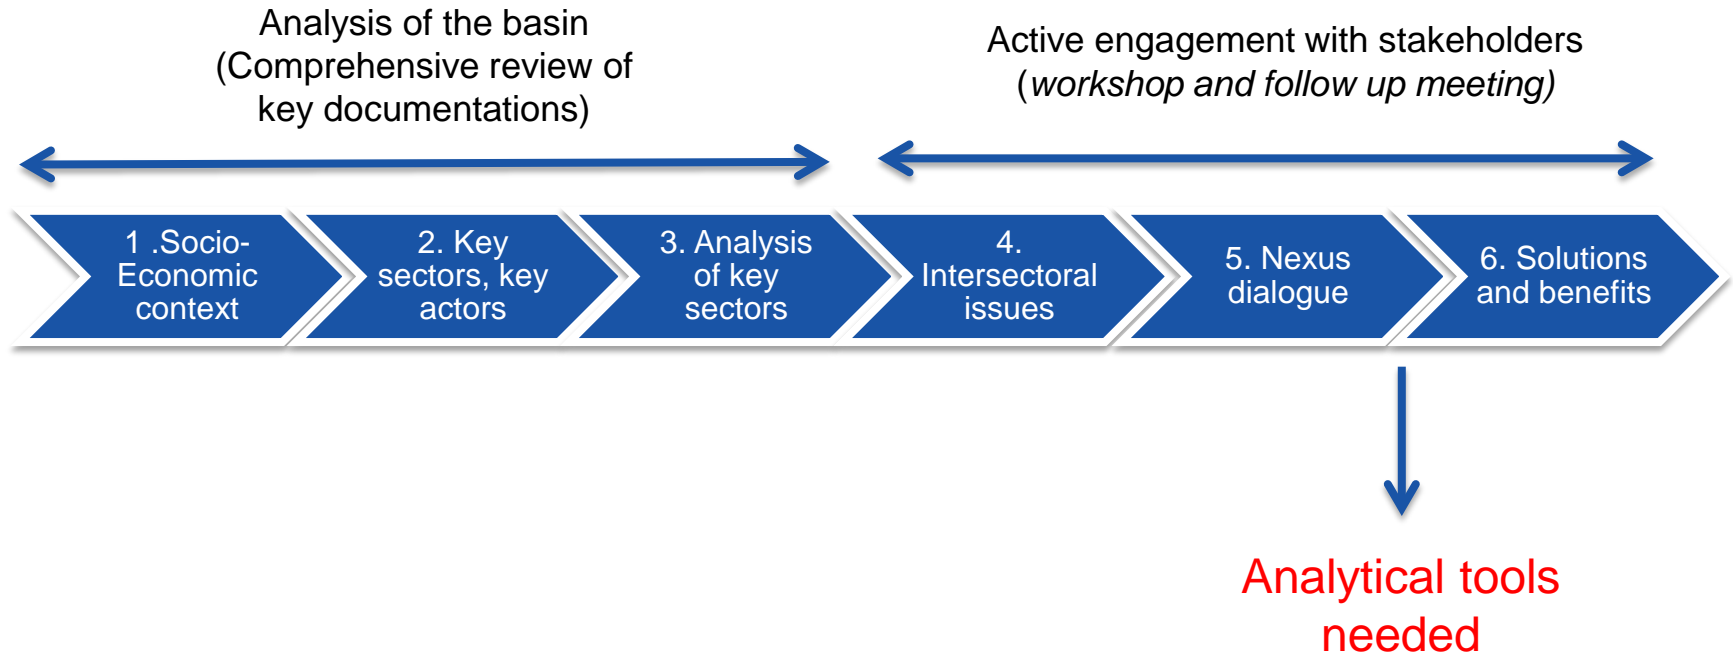 Analysis of the basin
(Comprehensive review of
key documentations)
Active engagement with stakeholders
(workshop and follow up meeting)
1 .Socio-
Economic
context
2. Key
sectors, key
actors
3. Analysis
of key
sectors
4.
Intersectoral
issues
5. Nexus
dialogue
6. Solutions
and benefits
Analytical tools
needed